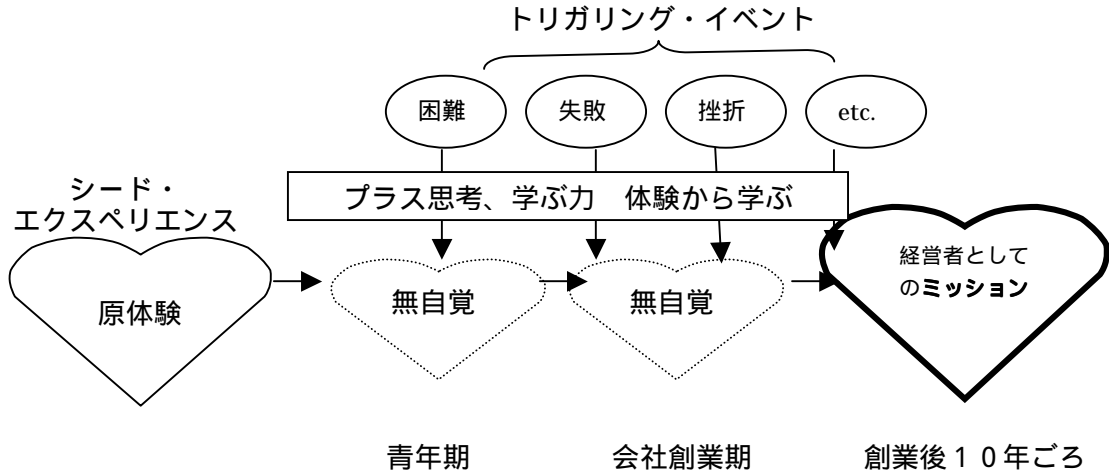 トリガリング・イベント
困難
失敗
挫折
etc.
プラス思考、学ぶ力　体験から学ぶ
シード・
エクスペリエンス
原体験
無自覚
無自覚
経営者として
のミッション
青年期
会社創業期
創業後１０年ごろ